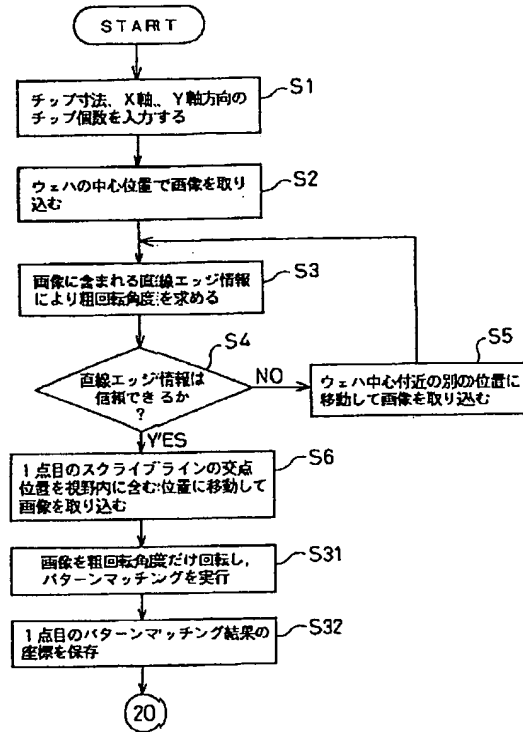 START
S1
チップ寸法、X軸、Y軸方向の
チップ個数を入力する
S2
ウェハの中心位置で画像を取り
込む
S3
画像に含まれる直線エッジ情報
により粗回転角度を求める
S4
直線エッジ情報は
信頼できるか
?
NO
S5
ウェハ中心付近の別の位置に
移動して画像を取り込む
YES
S6
1点目のスクライブラインの交点
位置を視野内に含む位置に移動して
画像を取り込む
S31
画像を粗回転角度だけ回転し,
パターンマッチングを実行
S32
1点目のパターンマッチング結果の
座標を保存
20